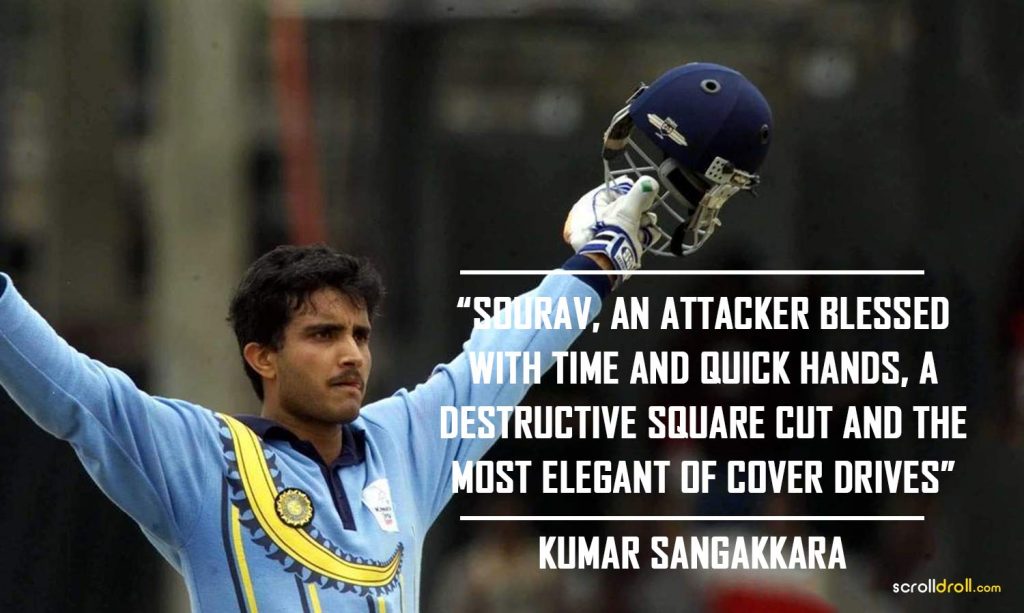 “SOURAV, AN ATTACKER BLESSED
WITH TIME AND QUICK HANDS, A
DESTRUCTIVE SQUARE CUT AND THE
MOST ELEGANT OF COVER DRIVES”
KUMAR SANGAKKARA
scrolldroll.com